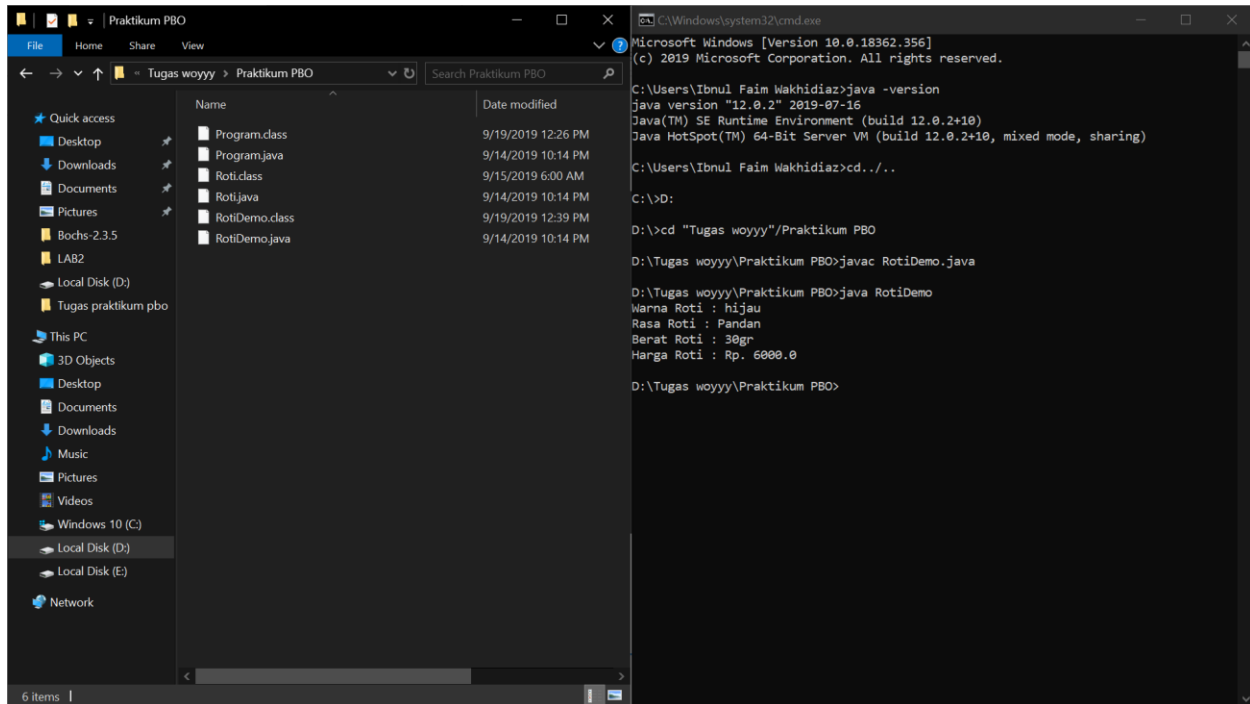 Praktikum PBO
File Home Share View
Tugas woyyy > Praktikum PBO
Search Praktikum PBO
Name Date modified
Quick access
Desktop
Downloads
Documents
Pictures
Bochs-2.3.5
LAB2
Local Disk (D:)
Tugas praktikum pbo
This PC
3D Objects
Desktop
Documents
Downloads
Music
Pictures
Videos
Windows 10 (C:)
Local Disk (D:)
Local Disk (E:)
Network
Program.class 9/19/2019 12:26 PM
Program.java 9/14/2019 10:14 PM
Roti.class 9/15/2019 6:00 AM
Roti.java 9/14/2019 10:14 PM
RotiDemo.class 9/19/2019 12:39 PM
RotiDemo.java 9/14/2019 10:14 PM
6 items
C:\Windows\system32\cmd.exe
Microsoft Windows [Version 10.0.18362.356]
(c) 2019 Microsoft Corporation. All rights reserved.
C:\Users\Ibnul Faim Wakhidiaz>java -version
java version "12.0.2" 2019-07-16
Java(TM) SE Runtime Environment (build 12.0.2+10)
Java HotSpot(TM) 64-Bit Server VM (build 12.0.2+10, mixed mode, sharing)
C:\Users\Ibnul Faim Wakhidiaz>cd../..
C:\>D:
D:\>cd "Tugas woyyy"/Praktikum PBO
D:\Tugas woyyy\Praktikum PBO>javac RotiDemo.java
D:\Tugas woyyy\Praktikum PBO>java RotiDemo
Warna Roti : hijau
Rasa Roti : Pandan
Berat Roti : 30gr
Harga Roti : Rp. 6000.0
D:\Tugas woyyy\Praktikum PBO>